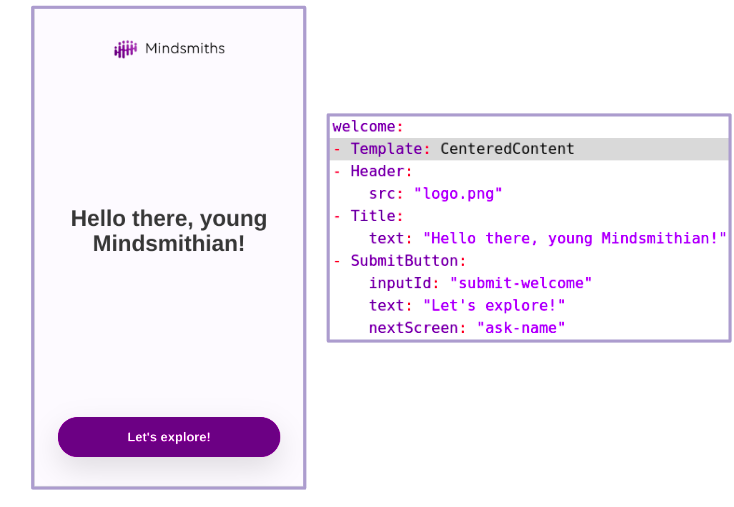 Mindsmiths
Hello there, young
Mindsmithian!
Let's explore!
welcome:
- Template: CenteredContent
- Header:
    src: "logo.png"
- Title:
    text: "Hello there, young Mindsmithian!"
- SubmitButton:
    inputId: "submit-welcome"
    text: "Let's explore!"
    nextScreen: "ask-name"